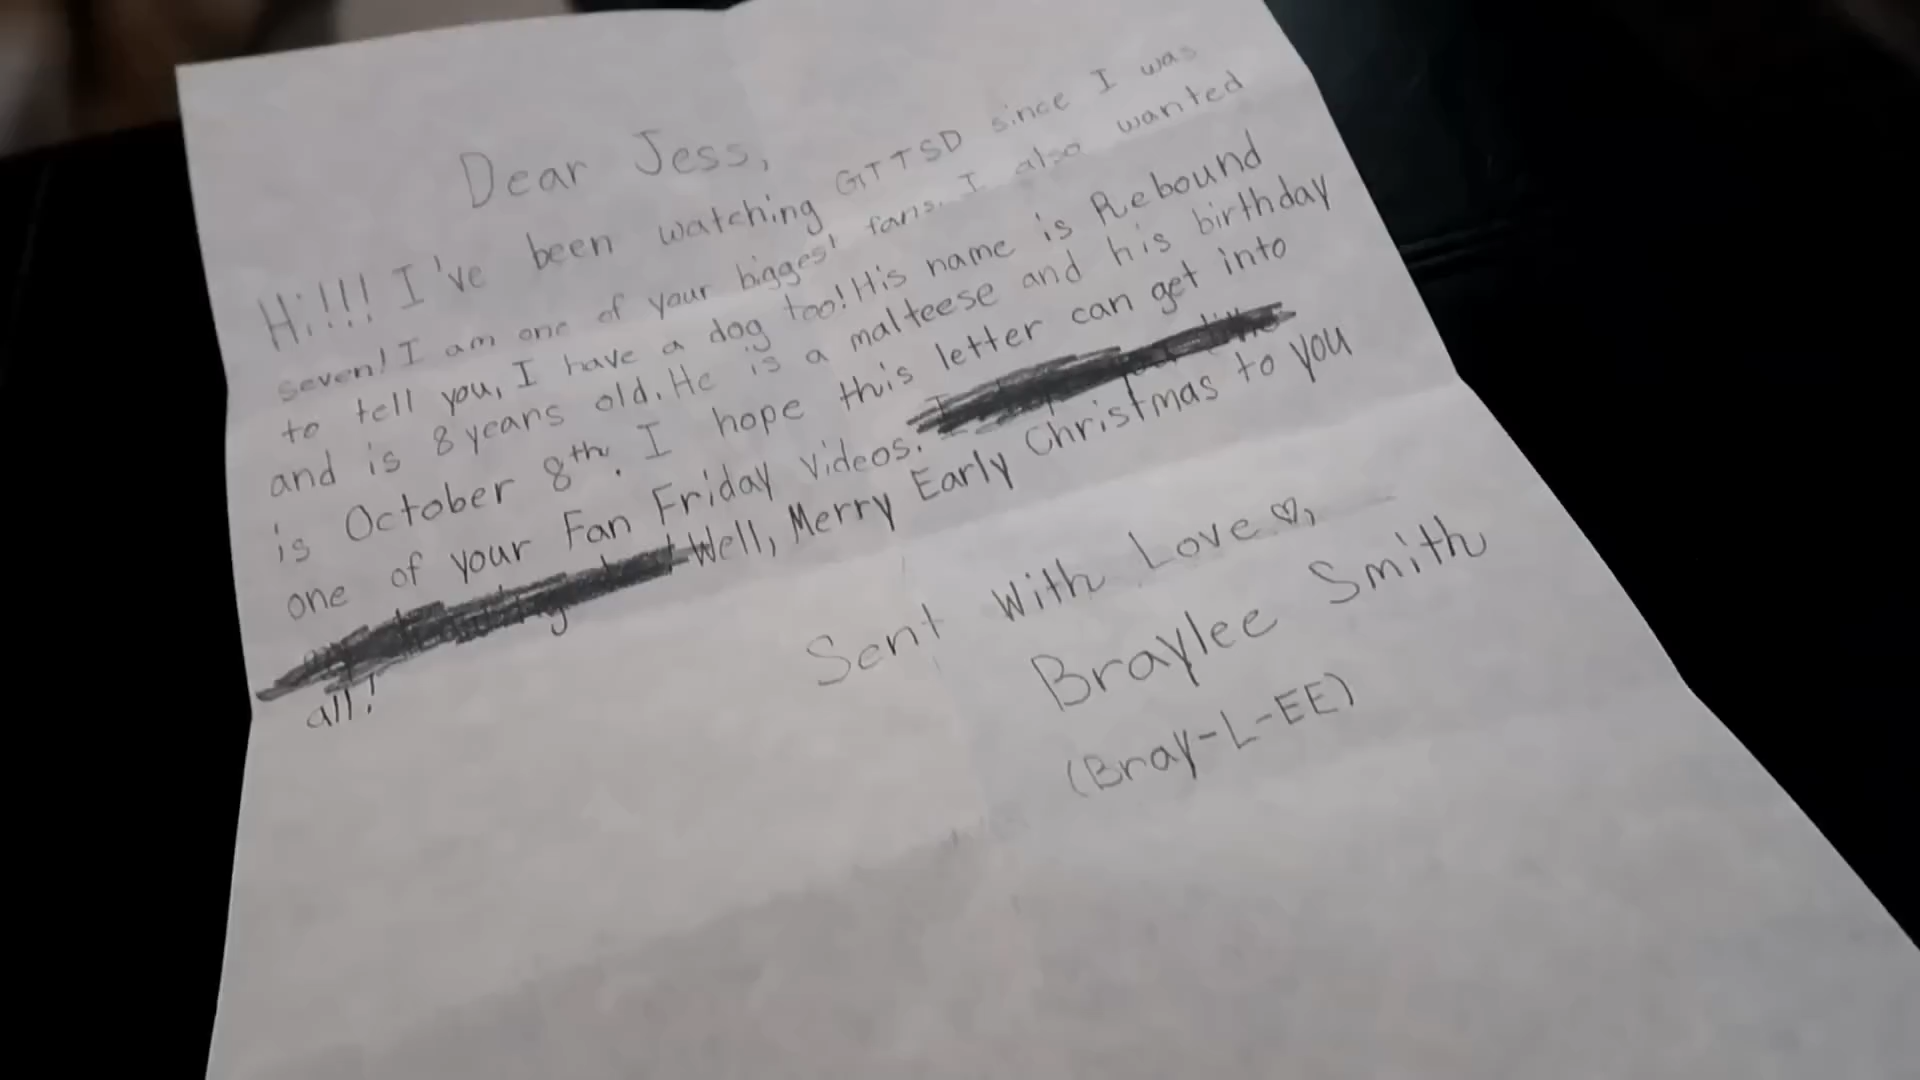 Dear Jess,
Hi!!! I've been watching GTTSD since I was
seven! I am one of your biggest fans. I also wanted
to tell you, I have a dog too! His name is Rebound
and is 8 years old. He is a malteese and his birthday
is October 8th. I hope this letter can get into
one of your Fan Friday videos.
Well, Merry Early Christmas to you
all!
Sent With Love ♡,
Braylee Smith
(Bray-L-EE)